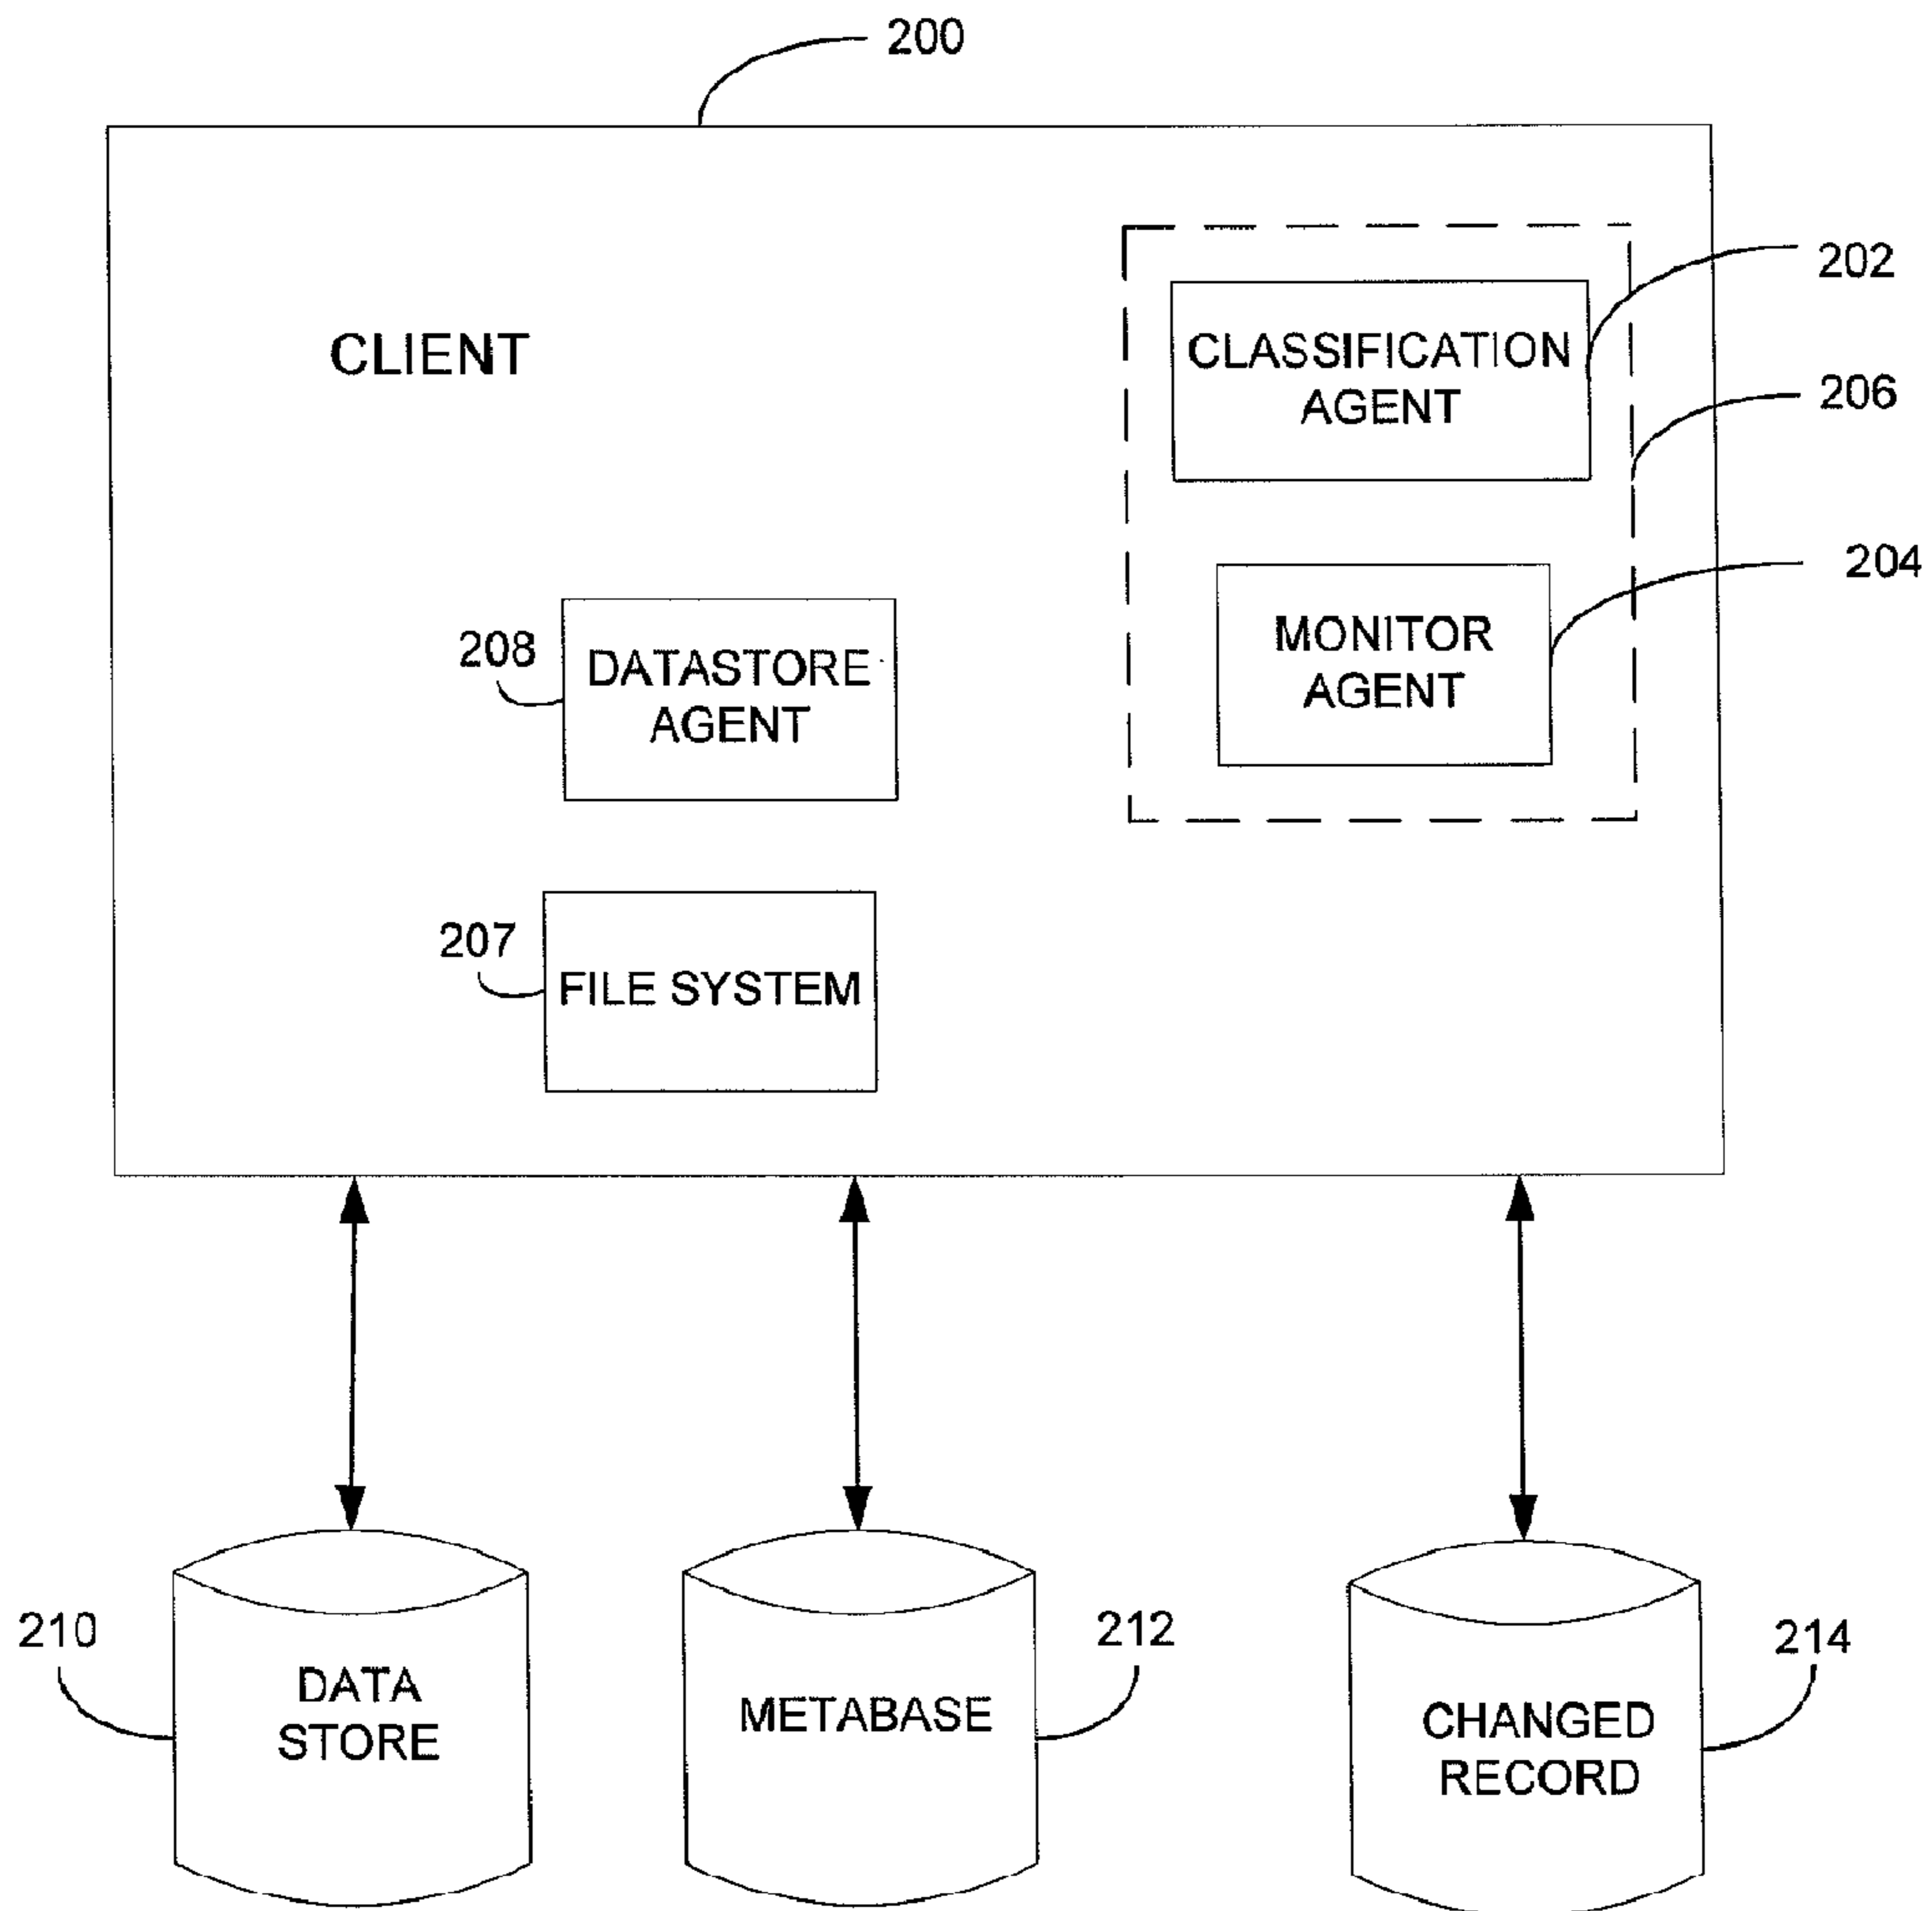 200
CLIENT
CLASSIFICATION
AGENT
202
206
MONITOR
AGENT
204
208
DATASTORE
AGENT
207
FILE SYSTEM
210
DATA
STORE
METABASE
212
CHANGED
RECORD
214